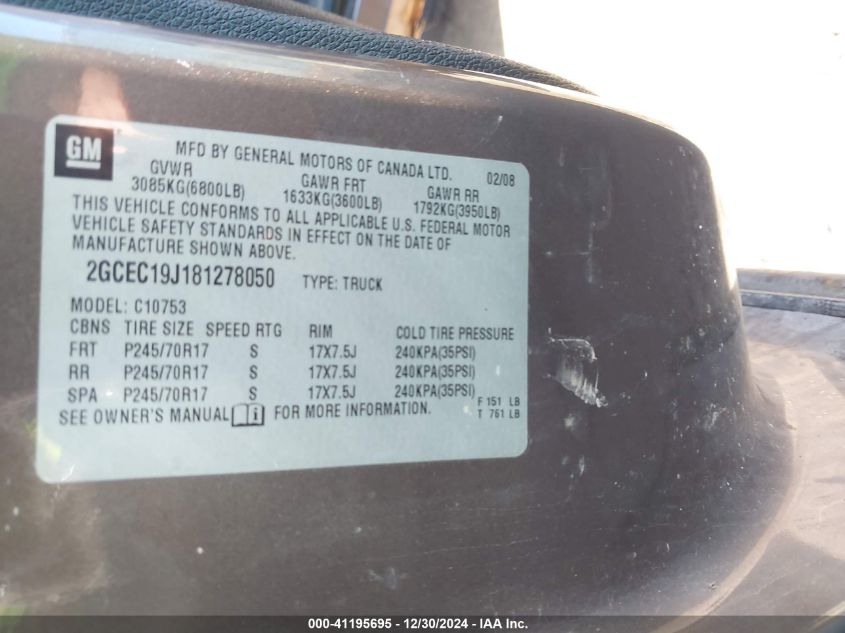 GM
MFD BY GENERAL MOTORS OF CANADA LTD. 02/08
GVWR GAWR FRT GAWR RR
3085KG(6800LB) 1633KG(3600LB) 1792KG(3950LB)
THIS VEHICLE CONFORMS TO ALL APPLICABLE U.S. FEDERAL MOTOR
VEHICLE SAFETY STANDARDS IN EFFECT ON THE DATE OF
MANUFACTURE SHOWN ABOVE.
2GCEC19J181278050 TYPE: TRUCK
MODEL: C10753
CBNS TIRE SIZE SPEED RTG RIM COLD TIRE PRESSURE
FRT P245/70R17 S 17X7.5J 240KPA(35PSI)
RR P245/70R17 S 17X7.5J 240KPA(35PSI)
SPA P245/70R17 S 17X7.5J 240KPA(35PSI)
SEE OWNER'S MANUAL FOR MORE INFORMATION.
F 151 LB
T 761 LB
000-41195695 - 12/30/2024 - IAA Inc.